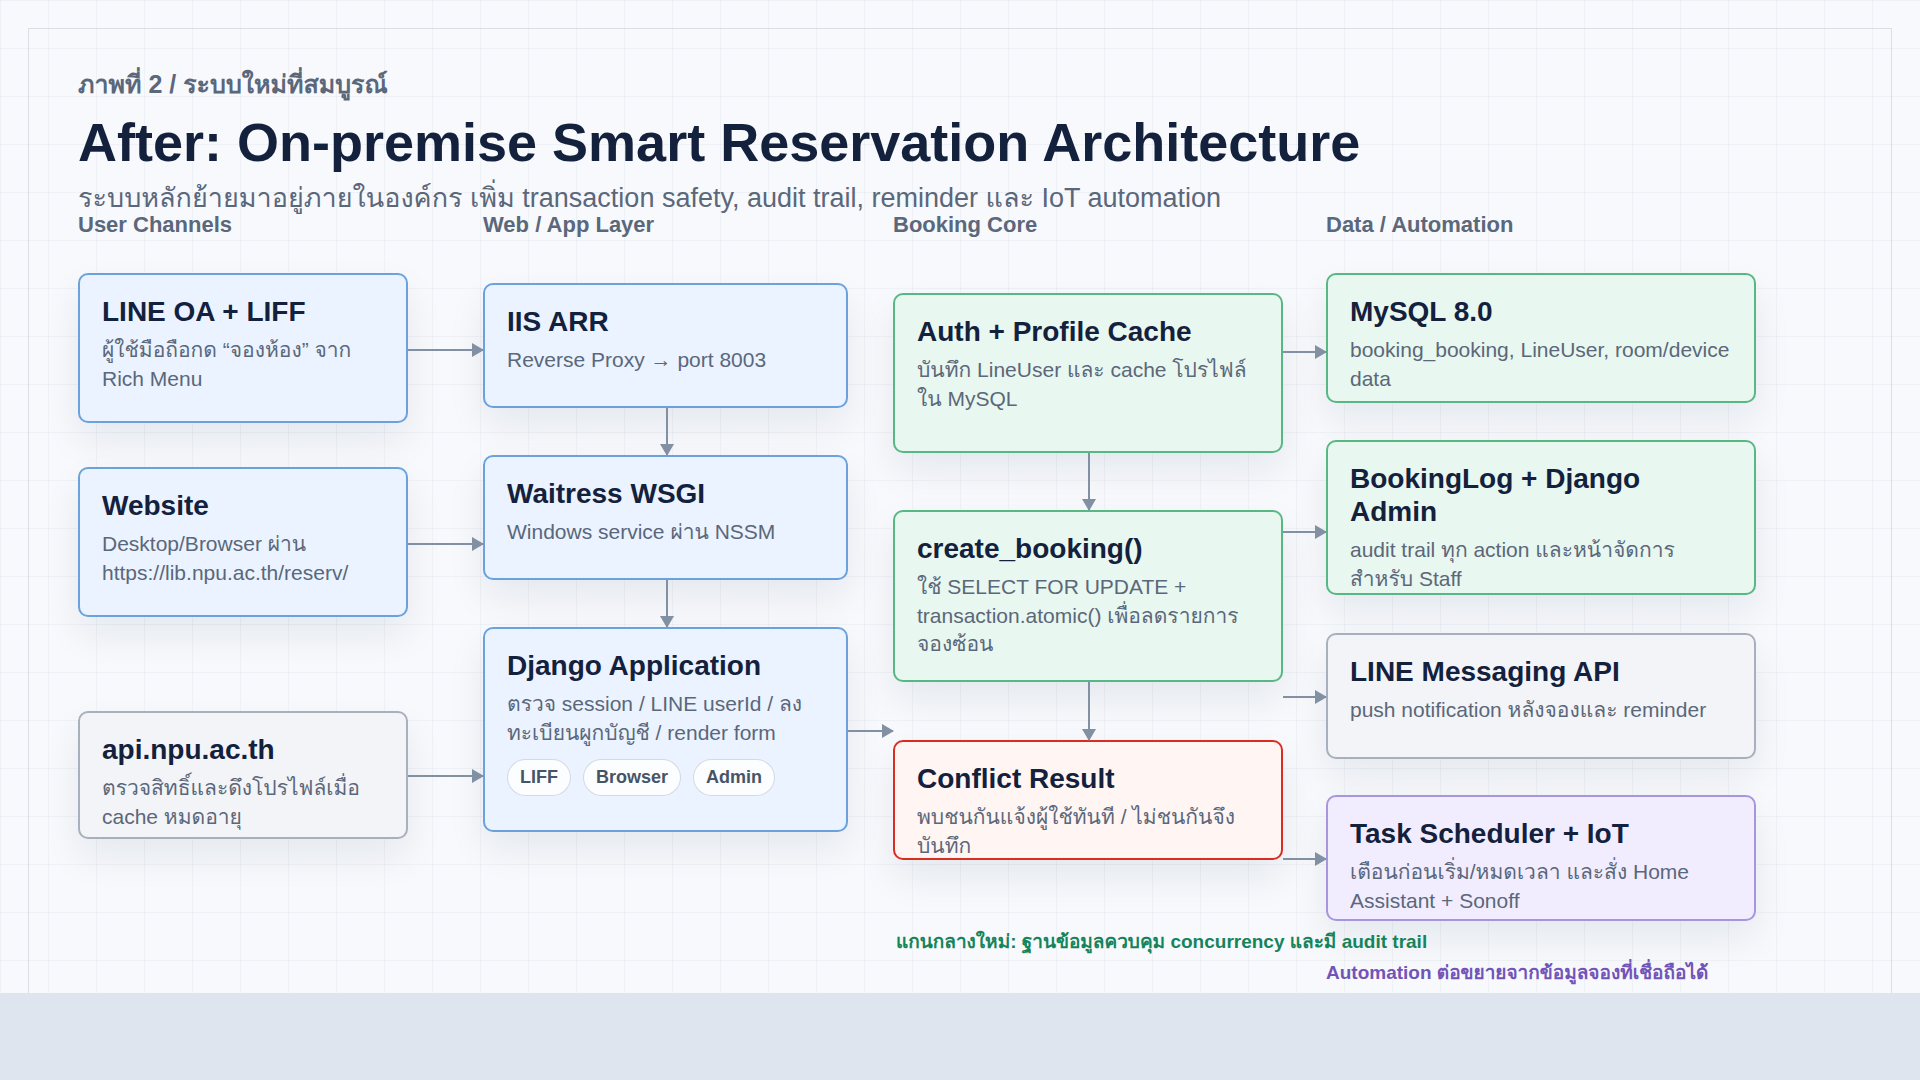 ภาพที่ 2 / ระบบใหม่ที่สมบูรณ์
After: On-premise Smart Reservation Architecture
ระบบหลักย้ายมาอยู่ภายในองค์กร เพิ่ม transaction safety, audit trail, reminder และ IoT automation
User Channels
LINE OA + LIFF
ผู้ใช้มือถือกด “จองห้อง” จาก
Rich Menu
Website
Desktop/Browser ผ่าน
https://lib.npu.ac.th/reserv/
api.npu.ac.th
ตรวจสิทธิ์และดึงโปรไฟล์เมื่อ
cache หมดอายุ
Web / App Layer
IIS ARR
Reverse Proxy → port 8003
Waitress WSGI
Windows service ผ่าน NSSM
Django Application
ตรวจ session / LINE userId / ลง
ทะเบียนผูกบัญชี / render form
LIFF Browser Admin
Booking Core
Auth + Profile Cache
บันทึก LineUser และ cache โปรไฟล์
ใน MySQL
create_booking()
ใช้ SELECT FOR UPDATE +
transaction.atomic() เพื่อลดรายการ
จองซ้อน
Conflict Result
พบชนกันแจ้งผู้ใช้ทันที / ไม่ชนกันจึง
บันทึก
แกนกลางใหม่: ฐานข้อมูลควบคุม concurrency และมี audit trail
Data / Automation
MySQL 8.0
booking_booking, LineUser, room/device
data
BookingLog + Django
Admin
audit trail ทุก action และหน้าจัดการ
สำหรับ Staff
LINE Messaging API
push notification หลังจองและ reminder
Task Scheduler + IoT
เตือนก่อนเริ่ม/หมดเวลา และสั่ง Home
Assistant + Sonoff
Automation ต่อขยายจากข้อมูลจองที่เชื่อถือได้